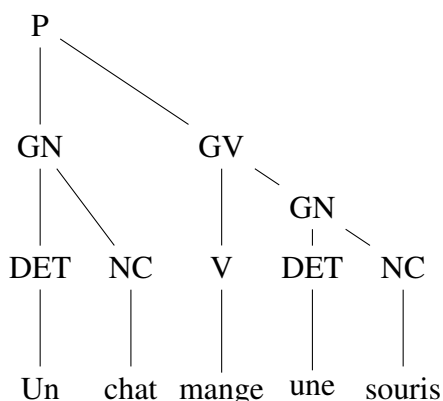 P
GN GV
GN
DET NC V DET NC
Un chat mange une souris